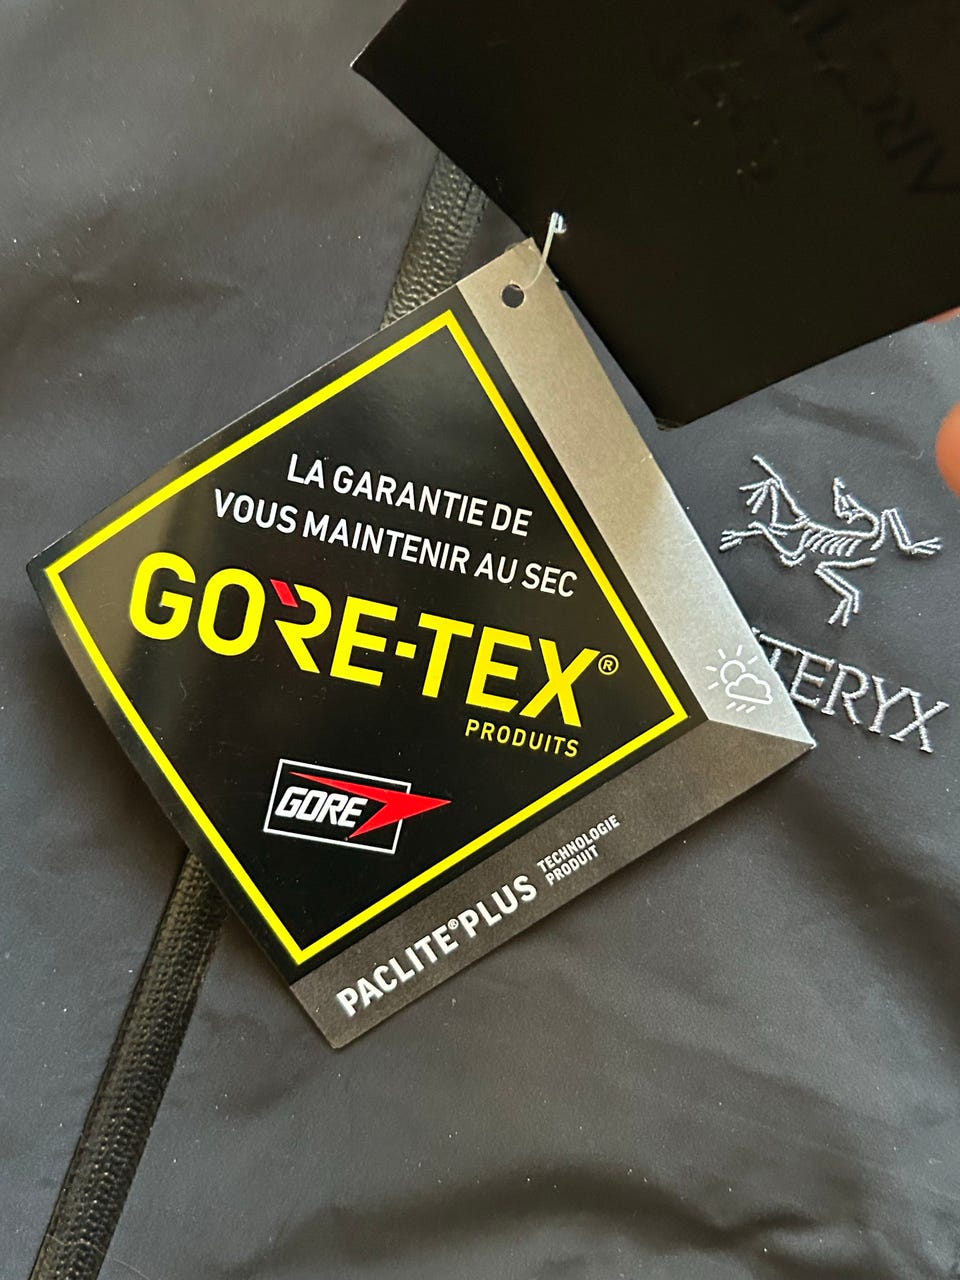 LA GARANTIE DE
VOUS MAINTENIR AU SEC
GORE-TEX®
PRODUITS
GORE
PACLITE® PLUS
TECHNOLOGIE
PRODUIT
TERYX